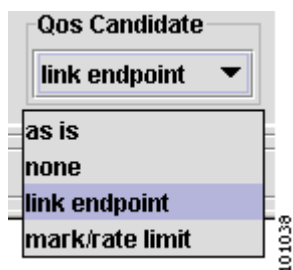 Qos Candidate
link endpoint
as is
none
link endpoint
mark/rate limit
101038